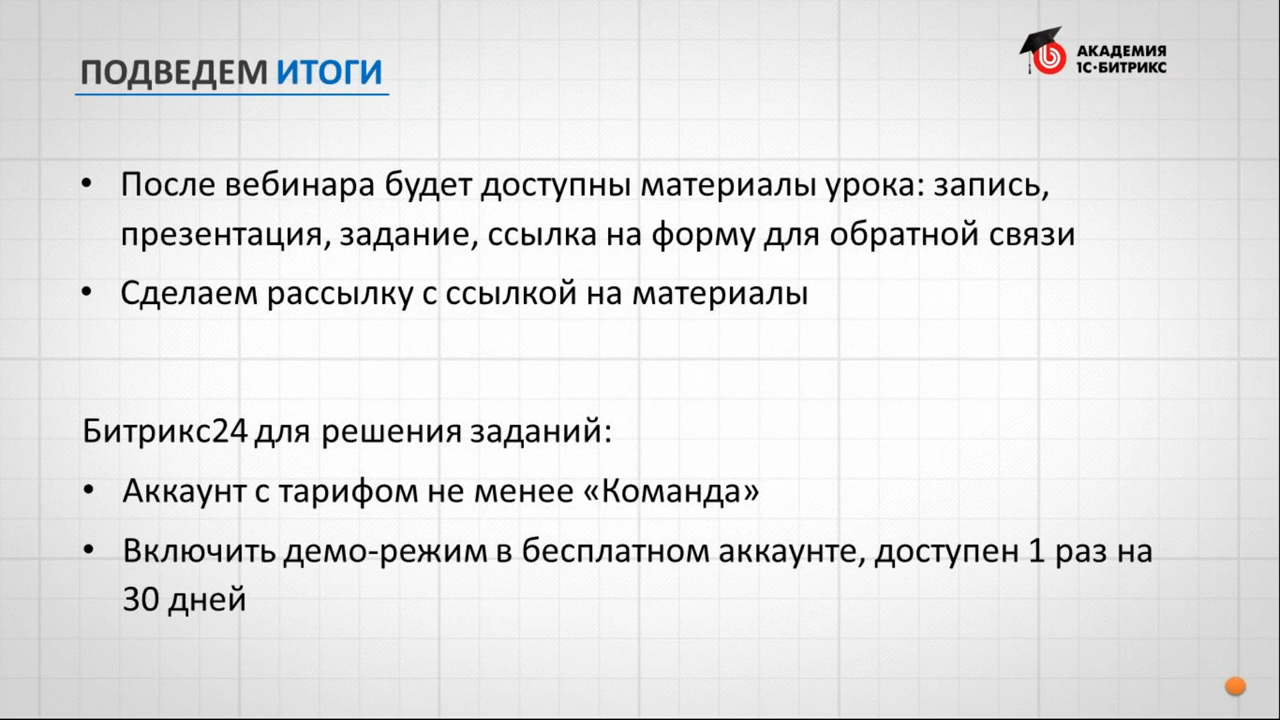 ПОДВЕДЕМ ИТОГИ
АКАДЕМИЯ
1С·БИТРИКС
• После вебинара будет доступны материалы урока: запись,
презентация, задание, ссылка на форму для обратной связи
• Сделаем рассылку с ссылкой на материалы
Битрикс24 для решения заданий:
• Аккаунт с тарифом не менее «Команда»
• Включить демо-режим в бесплатном аккаунте, доступен 1 раз на
30 дней